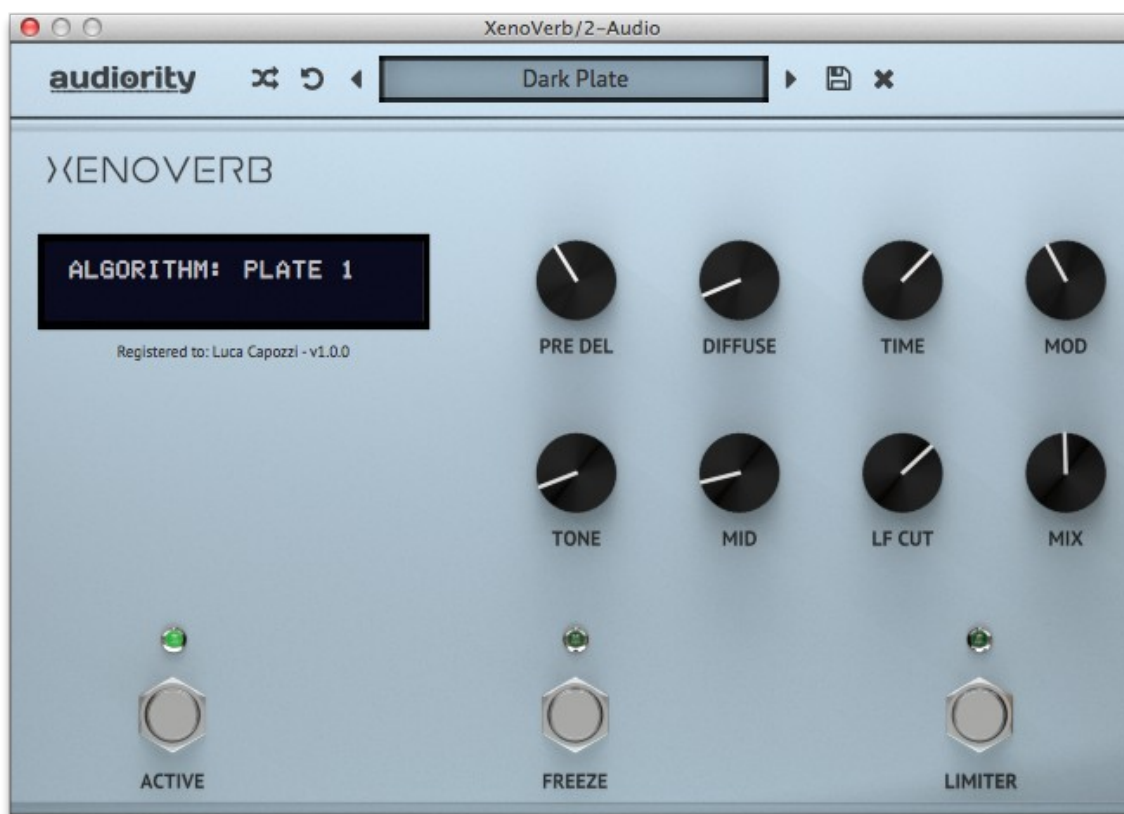 XenoVerb/2-Audio
audiority
Dark Plate
XENOVERB
ALGORITHM: PLATE 1
Registered to: Luca Capozzi - v1.0.0
PRE DEL DIFFUSE TIME MOD
TONE MID LF CUT MIX
ACTIVE FREEZE LIMITER